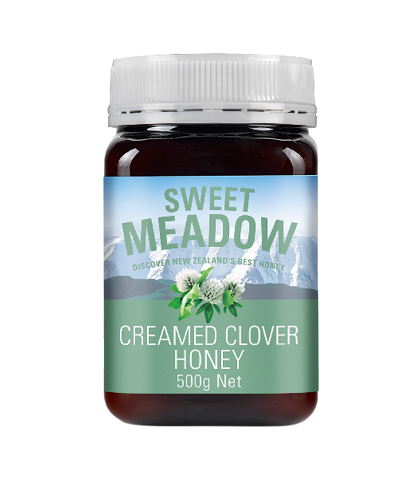 SWEET
MEADOW
DISCOVER NEW ZEALAND'S BEST HONEY
CREAMED CLOVER
HONEY
500g Net